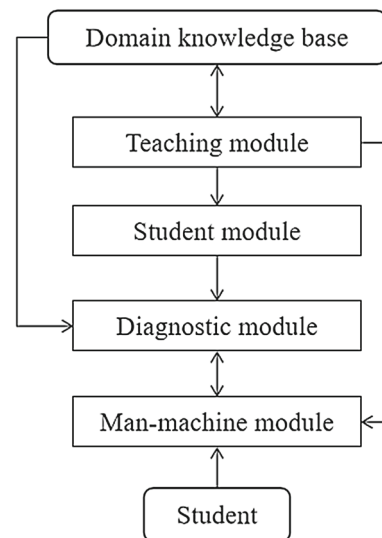 Domain knowledge base
Teaching module
Student module
Diagnostic module
Man-machine module
Student